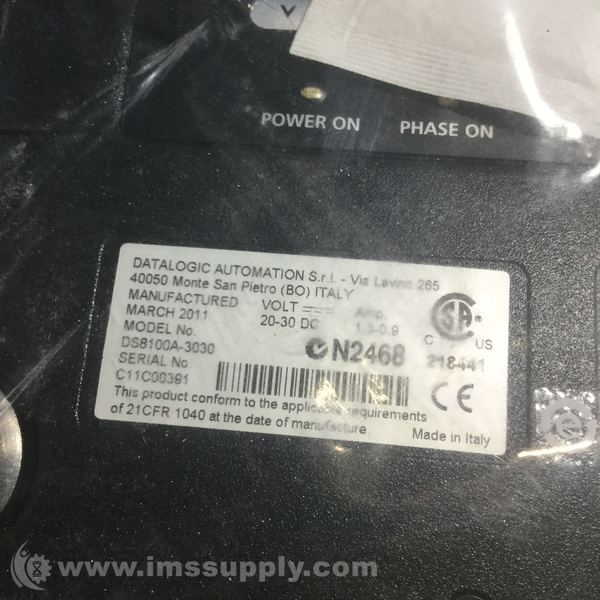 V
POWER ON PHASE ON
DATALOGIC AUTOMATION S.r.l. - Via Lavino 265
40050 Monte San Pietro (BO) ITALY
MANUFACTURED VOLT Amp.
MARCH 2011 20-30 DC 1.3-0.9
MODEL No.
DS8100A-3030 N2468
SERIAL No.
C11C00391
C SA US
218441
CE
This product conform to the applicable requirements
of 21CFR 1040 at the date of manufacture.
Made in Italy
www.imssupply.com